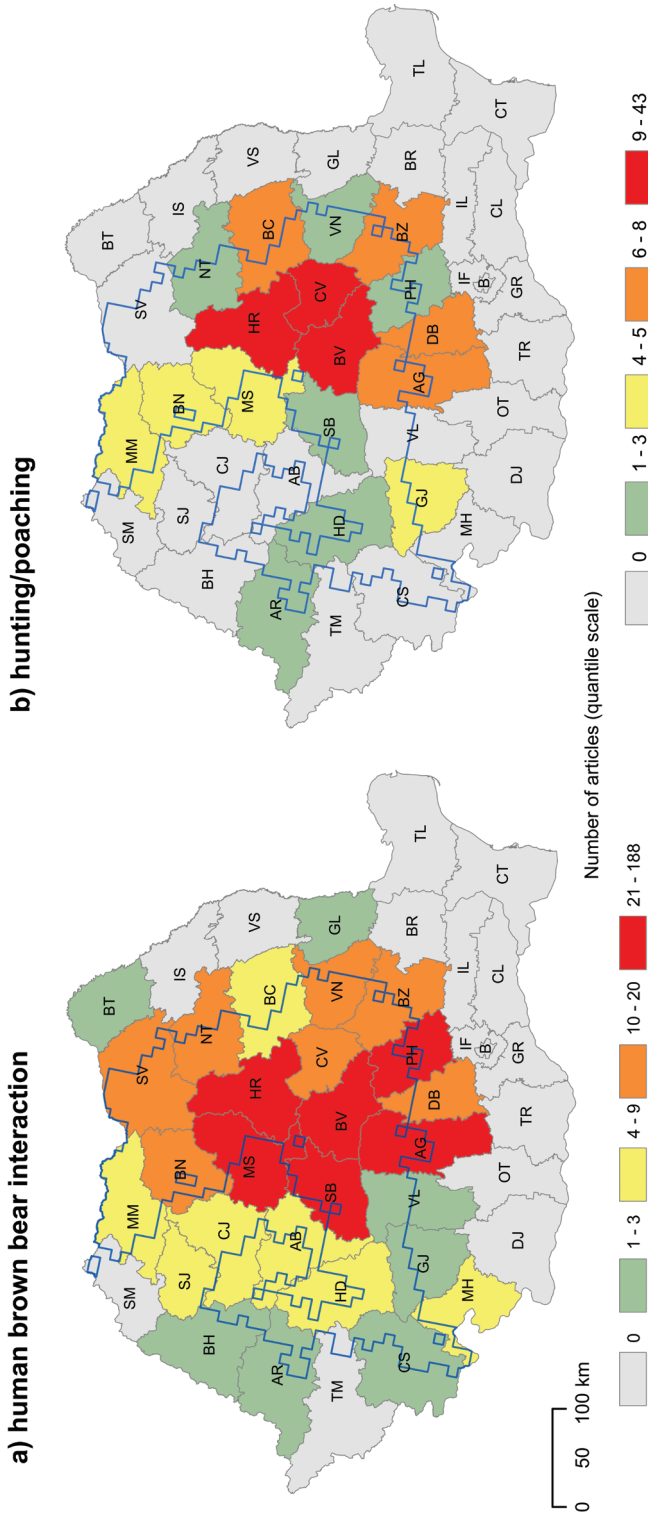 a) human brown bear interaction
BT
SV
IS
NT
VS
MM
BN
SM
BC
GL
HR
SJ
CJ
MS
CV
VN
BR
TL
BH
AB
BV
BZ
SB
PH
AR
HD
DB
IL
AG
IF
B
CL
CT
TM
VL
GR
GJ
TR
CS
OT
MH
DJ
0 50 100 km
0
1 - 3
4 - 9
10 - 20
21 - 188
b) hunting/poaching
BT
SV
IS
NT
VS
MM
BN
SM
BC
GL
HR
SJ
CJ
MS
CV
VN
BR
TL
BH
AB
BV
BZ
SB
PH
AR
HD
DB
IL
AG
IF
B
CL
CT
TM
VL
GR
GJ
TR
CS
OT
MH
DJ
Number of articles (quantile scale)
0
1 - 3
4 - 5
6 - 8
9 - 43